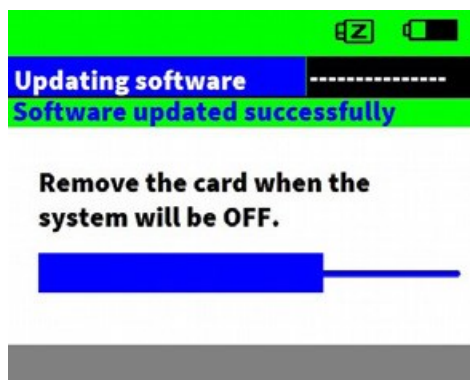 Z
Updating software ---------------
Software updated successfully
Remove the card when the
system will be OFF.